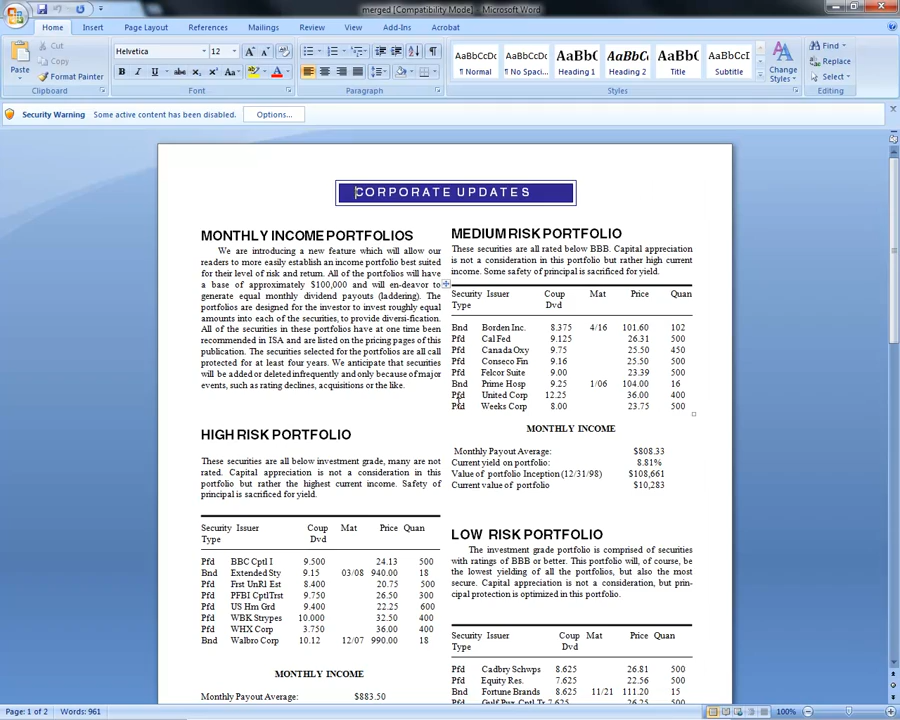 merged [Compatibility Mode] - Microsoft Word
Home Insert Page Layout References Mailings Review View Add-Ins Acrobat
Paste
Cut
Copy
Format Painter
Clipboard
Helvetica 12
Font
Paragraph
AaBbCcDc AaBbCcDc AaBbC AaBbCc AaBbC AaBbCcI
¶ Normal ¶ No Spaci... Heading 1 Heading 2 Title Subtitle
Change Styles
Styles
Find
Replace
Select
Editing
Security Warning Some active content has been disabled. Options...
CORPORATE UPDATES
MONTHLY INCOME PORTFOLIOS
We are introducing a new feature which will allow our
readers to more easily establish an income portfolio best suited
for their level of risk and return. All of the portfolios will have
a base of approximately $100,000 and will en-deavor to
generate equal monthly dividend payouts (laddering). The
portfolios are designed for the investor to invest roughly equal
amounts into each of the securities, to provide diversi-fication.
All of the securities in these portfolios have at one time been
recommended in ISA and are listed on the pricing pages of this
publication. The securities selected for the portfolios are all call
protected for at least four years. We anticipate that securities
will be added or deleted infrequently and only because of major
events, such as rating declines, acquisitions or the like.
HIGH RISK PORTFOLIO
These securities are all below investment grade, many are not
rated. Capital appreciation is not a consideration in this
portfolio but rather the highest current income. Safety of
principal is sacrificed for yield.
Security Issuer Coup Mat Price Quan
Type Dvd
Pfd BBC Cptl I 9.500 24.13 500
Bnd Extended Sty 9.15 03/08 940.00 18
Pfd Frst UnRl Est 8.400 20.75 500
Pfd PFBI CptlTrst 9.750 26.50 300
Pfd US Hm Grd 9.400 22.25 600
Pfd WBK Strypes 10.000 32.50 400
Pfd WHX Corp 3.750 36.00 400
Bnd Walbro Corp 10.12 12/07 990.00 18
MONTHLY INCOME
Monthly Payout Average: $883.50
MEDIUM RISK PORTFOLIO
These securities are all rated below BBB. Capital appreciation
is not a consideration in this portfolio but rather high current
income. Some safety of principal is sacrificed for yield.
Security Issuer Coup Mat Price Quan
Type Dvd
Bnd Borden Inc. 8.375 4/16 101.60 102
Pfd Cal Fed 9.125 26.31 500
Pfd CanadaOxy 9.75 25.50 450
Pfd Conseco Fin 9.16 25.50 500
Pfd Felcor Suite 9.00 23.39 500
Bnd Prime Hosp 9.25 1/06 104.00 16
Pfd United Corp 12.25 36.00 400
Pfd Weeks Corp 8.00 23.75 500
MONTHLY INCOME
Monthly Payout Average: $808.33
Current yield on portfolio: 8.81%
Value of portfolio Inception (12/31/98) $108,661
Current value of portfolio $10,283
LOW RISK PORTFOLIO
The investment grade portfolio is comprised of securities
with ratings of BBB or better. This portfolio will, of course, be
the lowest yielding of all the portfolios, but also the most
secure. Capital appreciation is not a consideration, but prin-
cipal protection is optimized in this portfolio.
Security Issuer Coup Mat Price Quan
Type Dvd
Pfd Cadbry Schwps 8.625 26.81 500
Pfd Equity Res. 7.625 22.56 500
Bnd Fortune Brands 8.625 11/21 111.20 15
Pfd Gulf Pwr Cptl Tr 7.625 26.25 500
Page: 1 of 2 Words: 961 100%